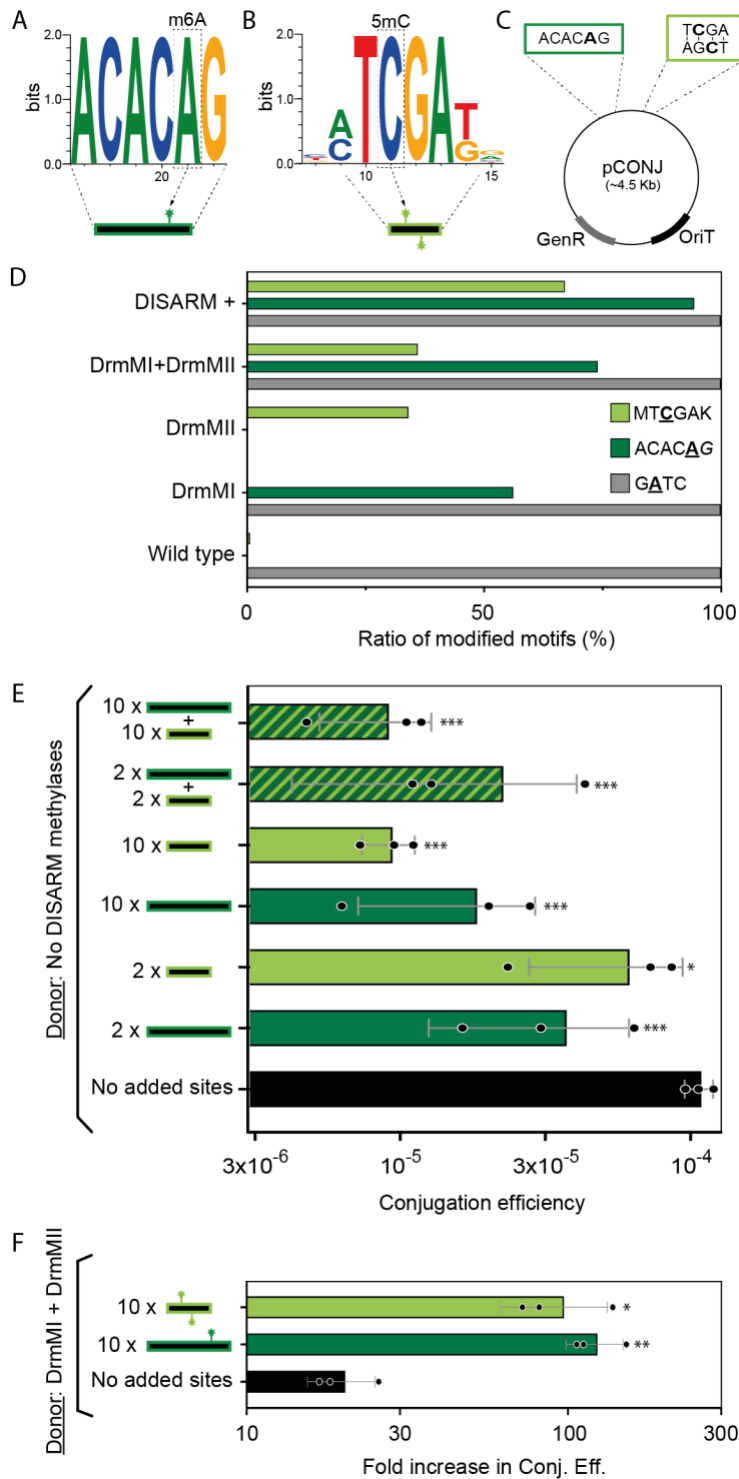 A
m6A
bits
2.0
1.0
0.0
ACACAG
20
B
5mC
bits
2.0
1.0
0.0
A
C
TCGA
T
G
10
15
C
ACACAG
TCGA
AGCT
pCONJ
(~4.5 Kb)
GenR
OriT
D
DISARM +
DrmMI+DrmMII
DrmMII
DrmMI
Wild type
MTCGAK
ACACAG
GATC
0
50
100
Ratio of modified motifs (%)
E
Donor: No DISARM methylases
10 x
+
10 x
***
2 x
+
2 x
***
10 x
***
10 x
***
2 x
*
2 x
***
No added sites
3x10-6
10-5
3x10-5
10-4
Conjugation efficiency
F
Donor: DrmMI + DrmMII
10 x
*
10 x
**
No added sites
10
30
100
300
Fold increase in Conj. Eff.